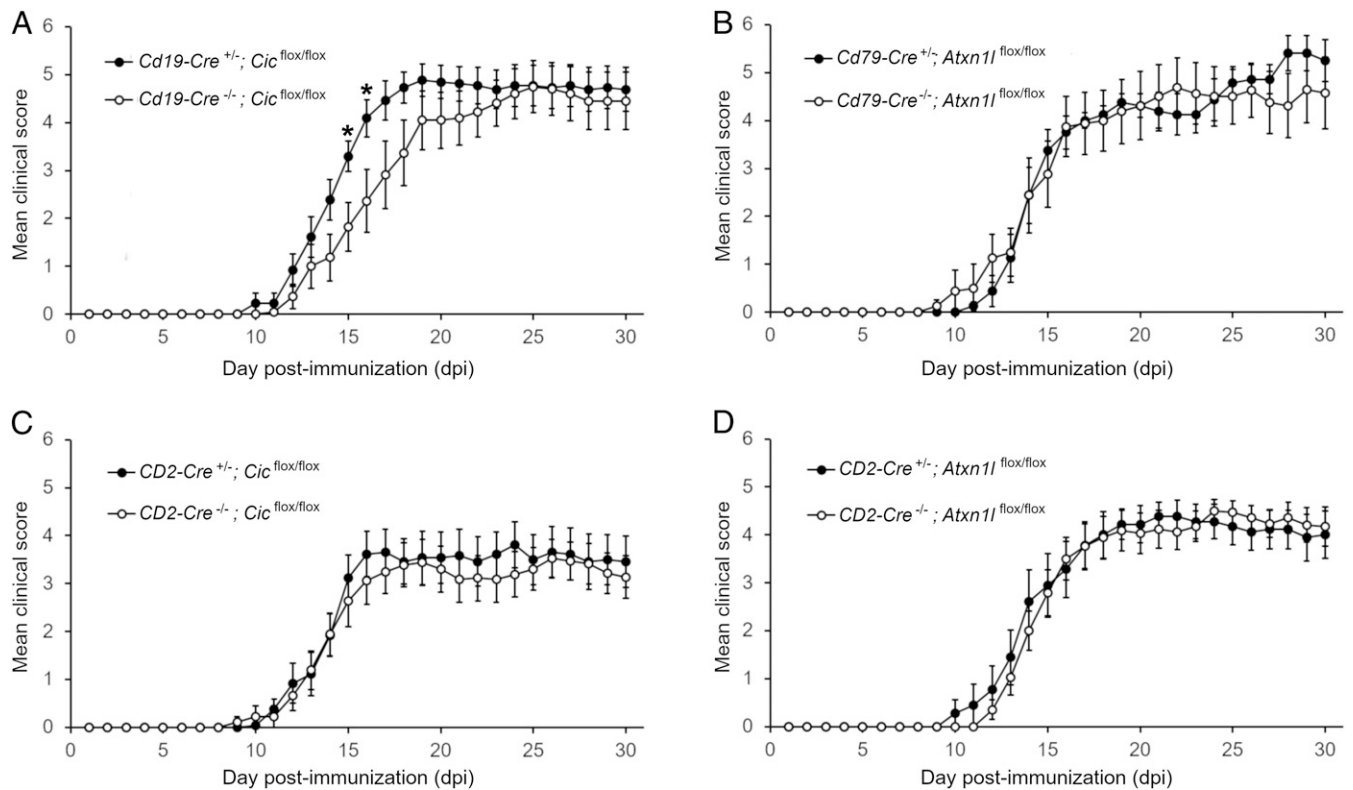 A
Cd19-Cre +/-; Cic flox/flox
Cd19-Cre -/-; Cic flox/flox
*
*
Mean clinical score
6
5
4
3
2
1
0
0 5 10 15 20 25 30
Day post-immunization (dpi)
B
Cd79-Cre +/-; Atxn1l flox/flox
Cd79-Cre -/-; Atxn1l flox/flox
Mean clinical score
6
5
4
3
2
1
0
0 5 10 15 20 25 30
Day post-immunization (dpi)
C
CD2-Cre +/-; Cic flox/flox
CD2-Cre -/-; Cic flox/flox
Mean clinical score
6
5
4
3
2
1
0
0 5 10 15 20 25 30
Day post-immunization (dpi)
D
CD2-Cre +/-; Atxn1l flox/flox
CD2-Cre -/-; Atxn1l flox/flox
Mean clinical score
6
5
4
3
2
1
0
0 5 10 15 20 25 30
Day post-immunization (dpi)